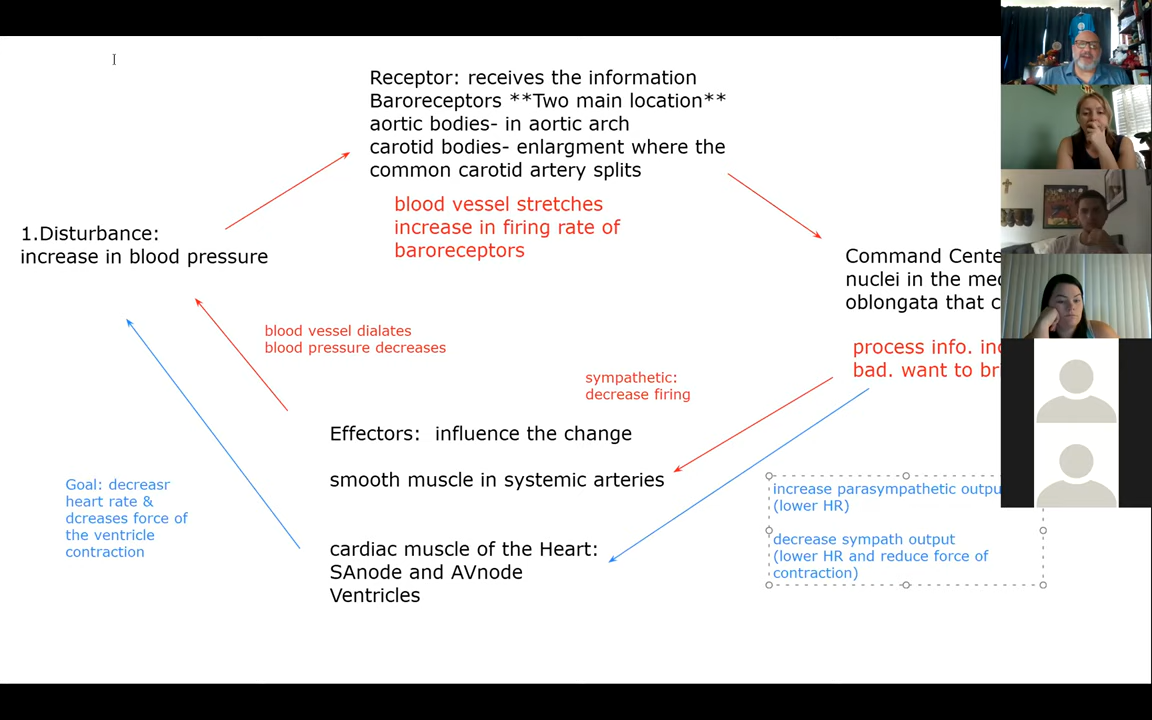 Receptor: receives the information
Baroreceptors **Two main location**
aortic bodies- in aortic arch
carotid bodies- enlargment where the
common carotid artery splits
blood vessel stretches
increase in firing rate of
baroreceptors
1.Disturbance:
increase in blood pressure
Command Cente
nuclei in the me
oblongata that c
process info. in
bad. want to br
blood vessel dialates
blood pressure decreases
sympathetic:
decrease firing
Effectors: influence the change
smooth muscle in systemic arteries
Goal: decreasr
heart rate &
dcreases force of
the ventricle
contraction
increase parasympathetic outpu
(lower HR)
decrease sympath output
(lower HR and reduce force of
contraction)
cardiac muscle of the Heart:
SAnode and AVnode
Ventricles